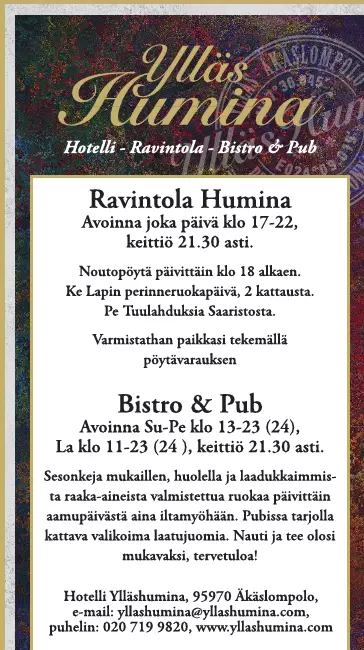 ÄKÄSLOMPOLO
Ylläs
Humina
Hotelli - Ravintola - Bistro & Pub
Ravintola Humina
Avoinna joka päivä klo 17-22,
keittiö 21.30 asti.
Noutopöytä päivittäin klo 18 alkaen.
Ke Lapin perinneruokapäivä, 2 kattausta.
Pe Tuulahduksia Saaristosta.
Varmistathan paikkasi tekemällä
pöytävarauksen
Bistro & Pub
Avoinna Su-Pe klo 13-23 (24),
La klo 11-23 (24 ), keittiö 21.30 asti.
Sesonkeja mukaillen, huolella ja laadukkaimmis-
ta raaka-aineista valmistettua ruokaa päivittäin
aamupäivästä aina iltamyöhään. Pubissa tarjolla
kattava valikoima laatujuomia. Nauti ja tee olosi
mukavaksi, tervetuloa!
Hotelli Ylläshumina, 95970 Äkäslompolo,
e-mail: yllashumina@yllashumina.com,
puhelin: 020 719 9820, www.yllashumina.com